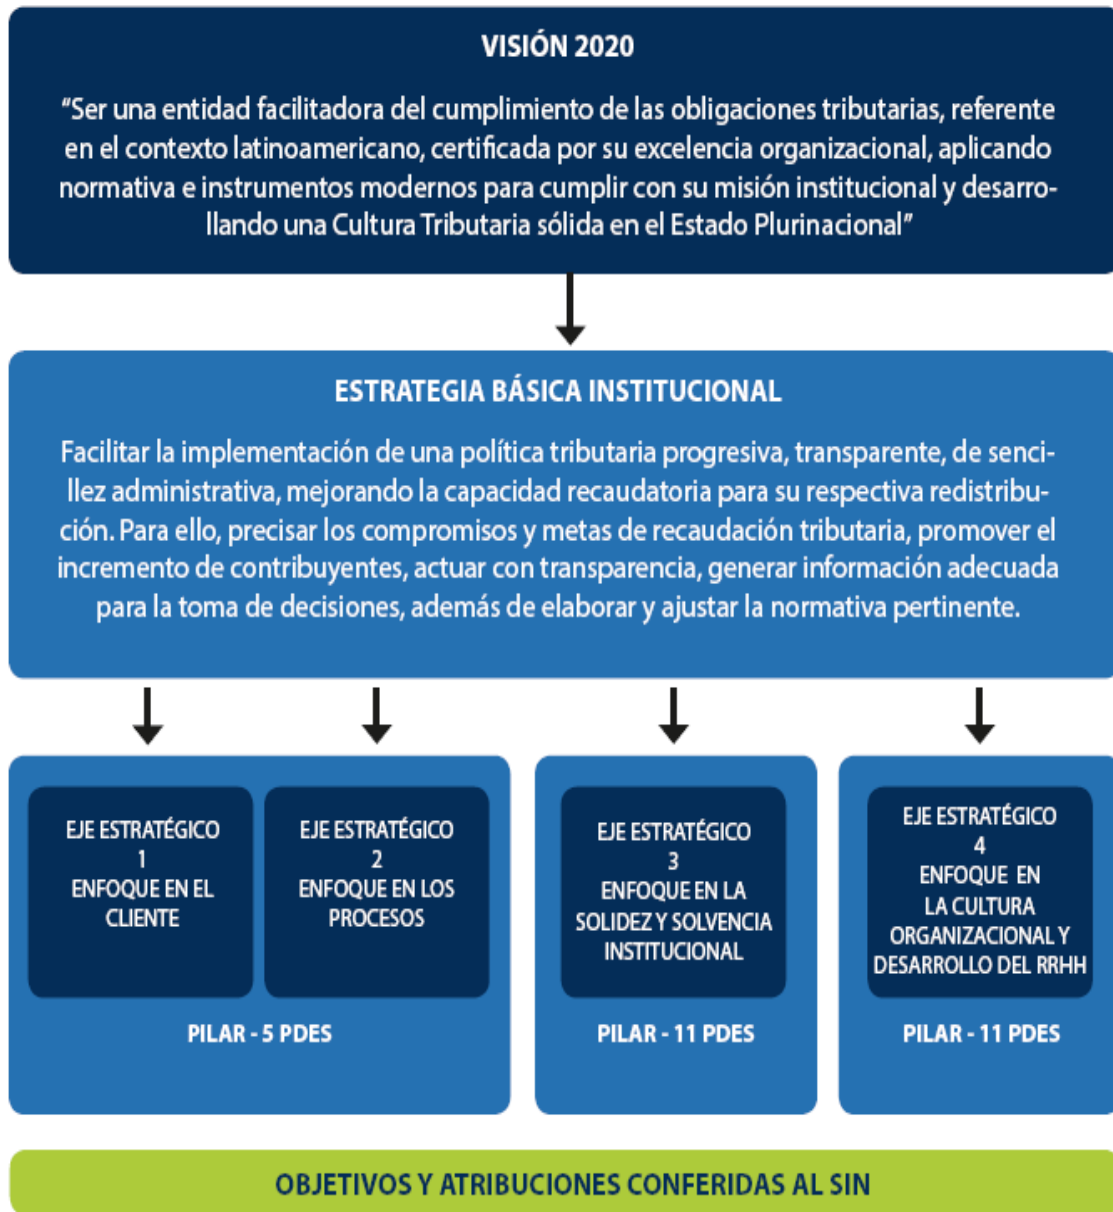 VISIÓN 2020
“Ser una entidad facilitadora del cumplimiento de las obligaciones tributarias, referente
en el contexto latinoamericano, certificada por su excelencia organizacional, aplicando
normativa e instrumentos modernos para cumplir con su misión institucional y desarro-
llando una Cultura Tributaria sólida en el Estado Plurinacional”
ESTRATEGIA BÁSICA INSTITUCIONAL
Facilitar la implementación de una política tributaria progresiva, transparente, de senci-
llez administrativa, mejorando la capacidad recaudatoria para su respectiva redistribu-
ción. Para ello, precisar los compromisos y metas de recaudación tributaria, promover el
incremento de contribuyentes, actuar con transparencia, generar información adecuada
para la toma de decisiones, además de elaborar y ajustar la normativa pertinente.
EJE ESTRATÉGICO
1
ENFOQUE EN EL
CLIENTE
EJE ESTRATÉGICO
2
ENFOQUE EN LOS
PROCESOS
PILAR - 5 PDES
EJE ESTRATÉGICO
3
ENFOQUE EN LA
SOLIDEZ Y SOLVENCIA
INSTITUCIONAL
PILAR - 11 PDES
EJE ESTRATÉGICO
4
ENFOQUE EN
LA CULTURA
ORGANIZACIONAL Y
DESARROLLO DEL RRHH
PILAR - 11 PDES
OBJETIVOS Y ATRIBUCIONES CONFERIDAS AL SIN